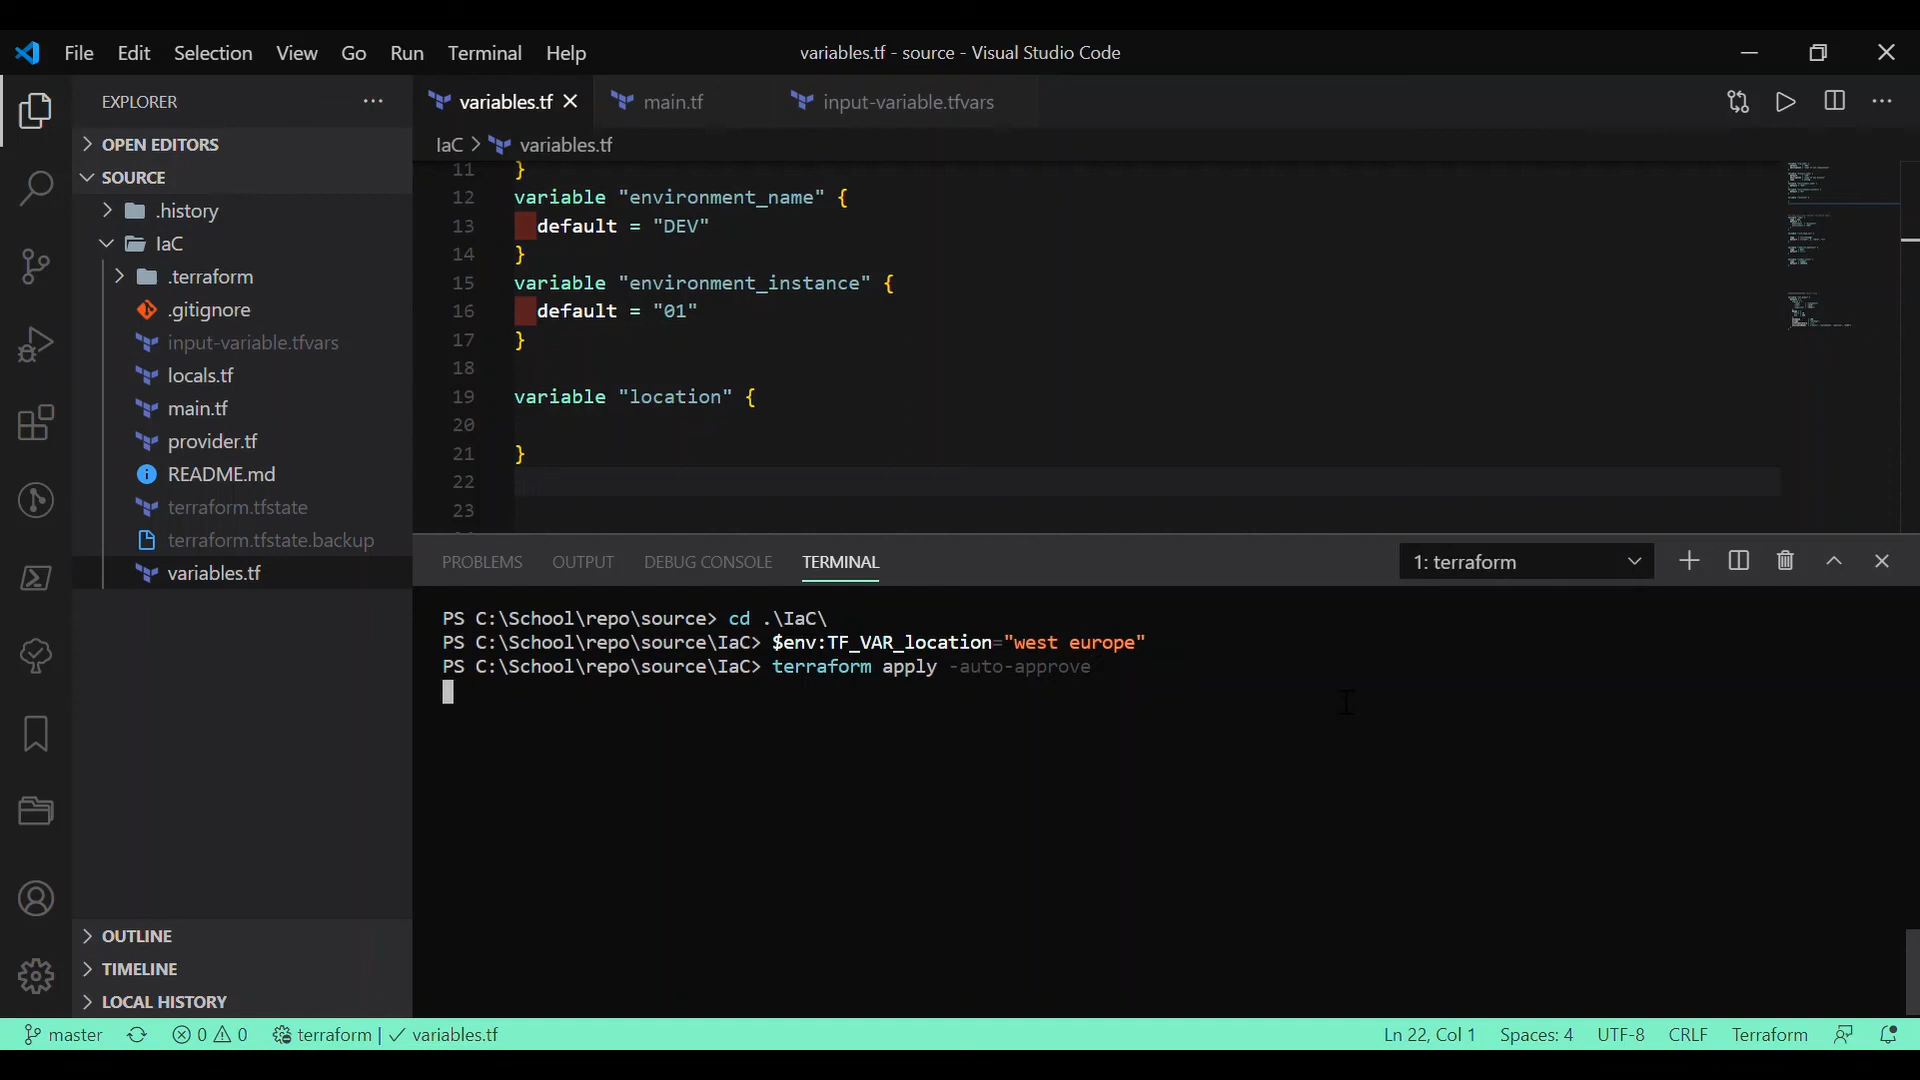 File Edit Selection View Go Run Terminal Help
variables.tf - source - Visual Studio Code
EXPLORER
OPEN EDITORS
SOURCE
.history
IaC
.terraform
.gitignore
input-variable.tfvars
locals.tf
main.tf
provider.tf
README.md
terraform.tfstate
terraform.tfstate.backup
variables.tf
OUTLINE
TIMELINE
LOCAL HISTORY
variables.tf main.tf input-variable.tfvars
IaC > variables.tf
11 }
12 variable "environment_name" {
13 default = "DEV"
14 }
15 variable "environment_instance" {
16 default = "01"
17 }
18
19 variable "location" {
20
21 }
22
23
PROBLEMS OUTPUT DEBUG CONSOLE TERMINAL 1: terraform
PS C:\School\repo\source> cd .\IaC\
PS C:\School\repo\source\IaC> $env:TF_VAR_location="west europe"
PS C:\School\repo\source\IaC> terraform apply -auto-approve
master 0 0 terraform | ✓ variables.tf Ln 22, Col 1 Spaces: 4 UTF-8 CRLF Terraform